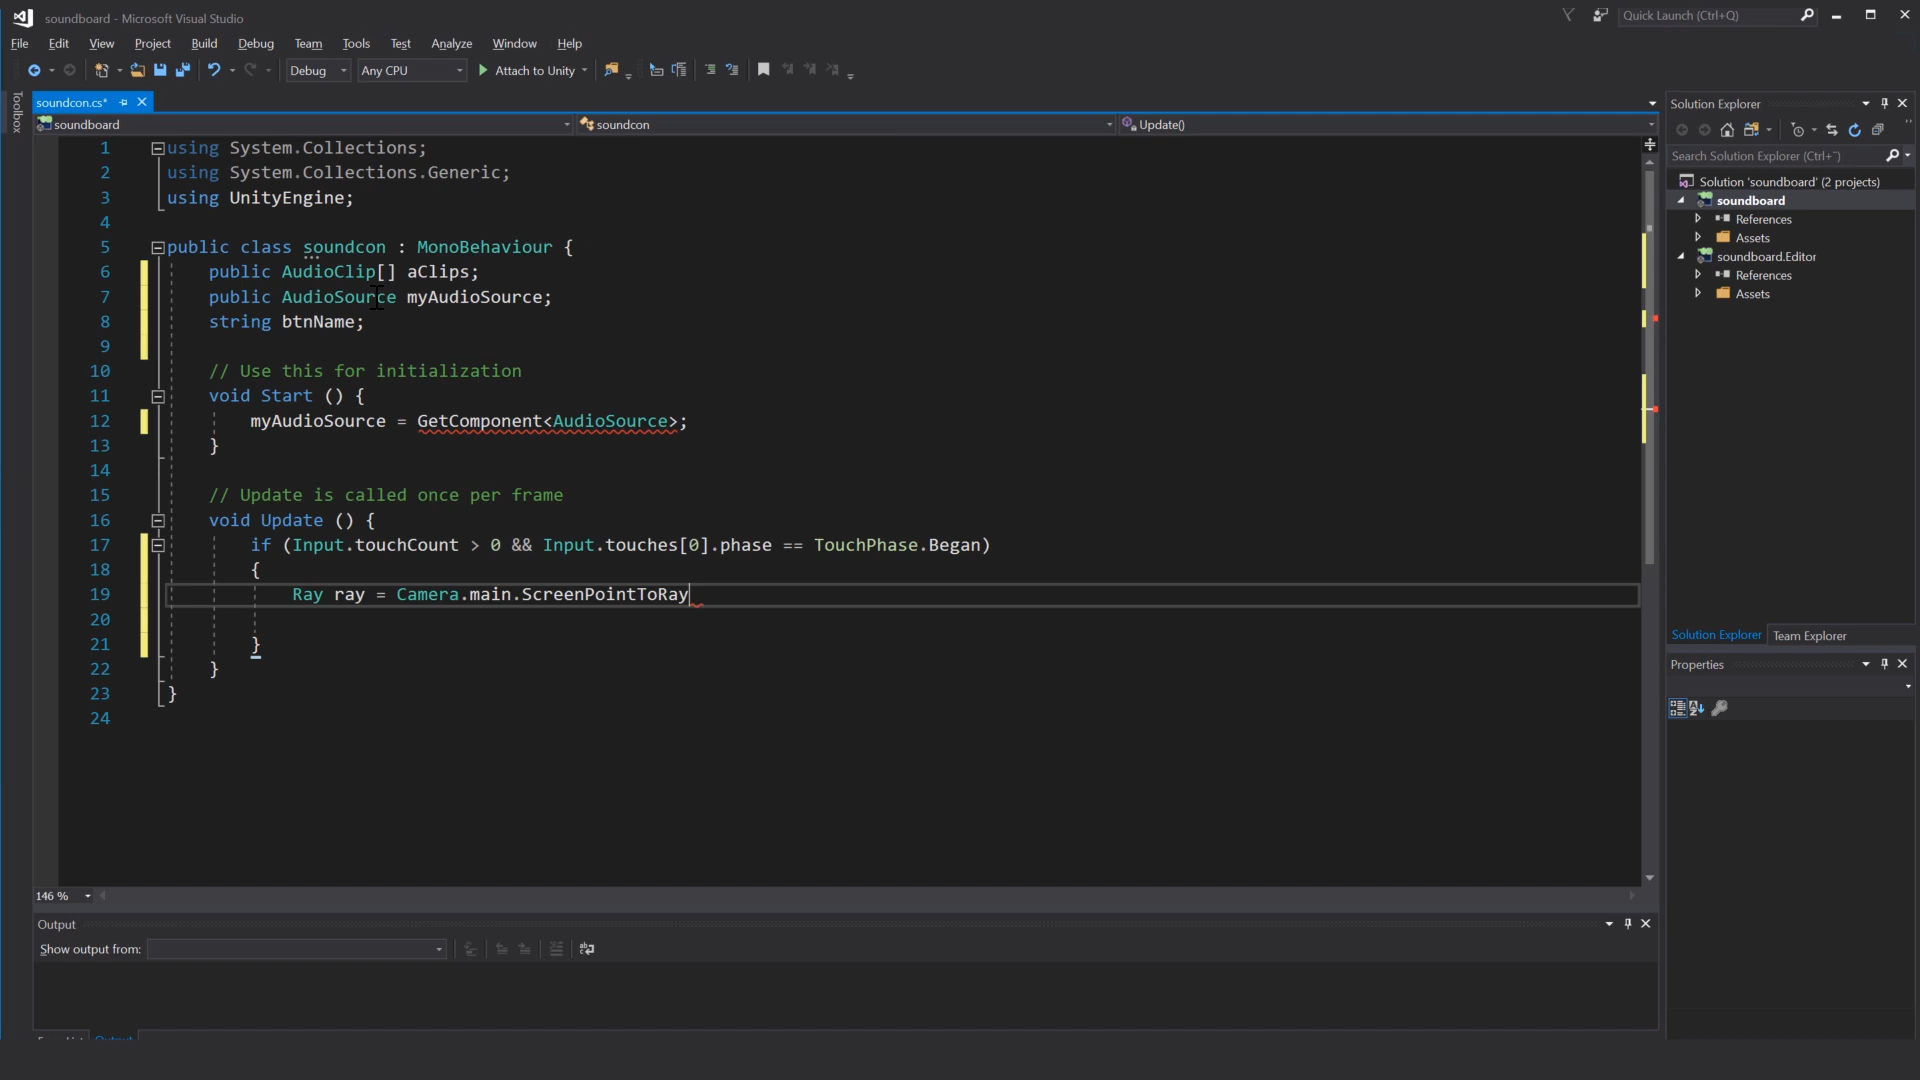 soundboard - Microsoft Visual Studio
Quick Launch (Ctrl+Q)
File Edit View Project Build Debug Team Tools Test Analyze Window Help
Debug Any CPU Attach to Unity
Toolbox
soundcon.cs*
soundboard soundcon Update()
1 using System.Collections;
2 using System.Collections.Generic;
3 using UnityEngine;
4
5 public class soundcon : MonoBehaviour {
6 public AudioClip[] aClips;
7 public AudioSource myAudioSource;
8 string btnName;
9
10 // Use this for initialization
11 void Start () {
12 myAudioSource = GetComponent<AudioSource>;
13 }
14
15 // Update is called once per frame
16 void Update () {
17 if (Input.touchCount > 0 && Input.touches[0].phase == TouchPhase.Began)
18 {
19 Ray ray = Camera.main.ScreenPointToRay
20
21 }
22 }
23 }
24
146 %
Output
Show output from:
Output
Solution Explorer
Search Solution Explorer (Ctrl+¨)
Solution 'soundboard' (2 projects)
soundboard
References
Assets
soundboard.Editor
References
Assets
Solution Explorer Team Explorer
Properties